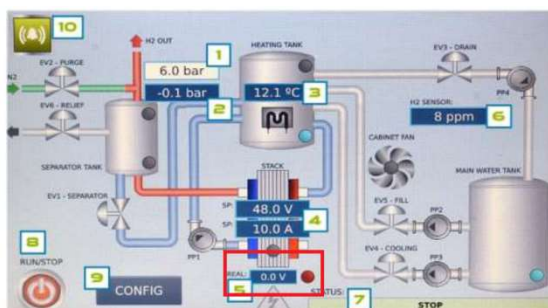 10
H2 OUT
1
HEATING TANK
EV3 - DRAIN
EV2 - PURGE
N2
6.0 bar
-0.1 bar
12.1 ºC
3
PP4
EV6 - RELIEF
2
H2 SENSOR:
8 ppm
6
CABINET FAN
SEPARATOR TANK
STACK
MAIN WATER TANK
EV1 - SEPARATOR
SP:
48.0 V
4
EV5 - FILL
PP2
SP:
10.0 A
8
RUN/STOP
PP1
EV4 - COOLING
PP3
9
CONFIG
REAL:
0.0 V
5
STATUS:
7
STOP